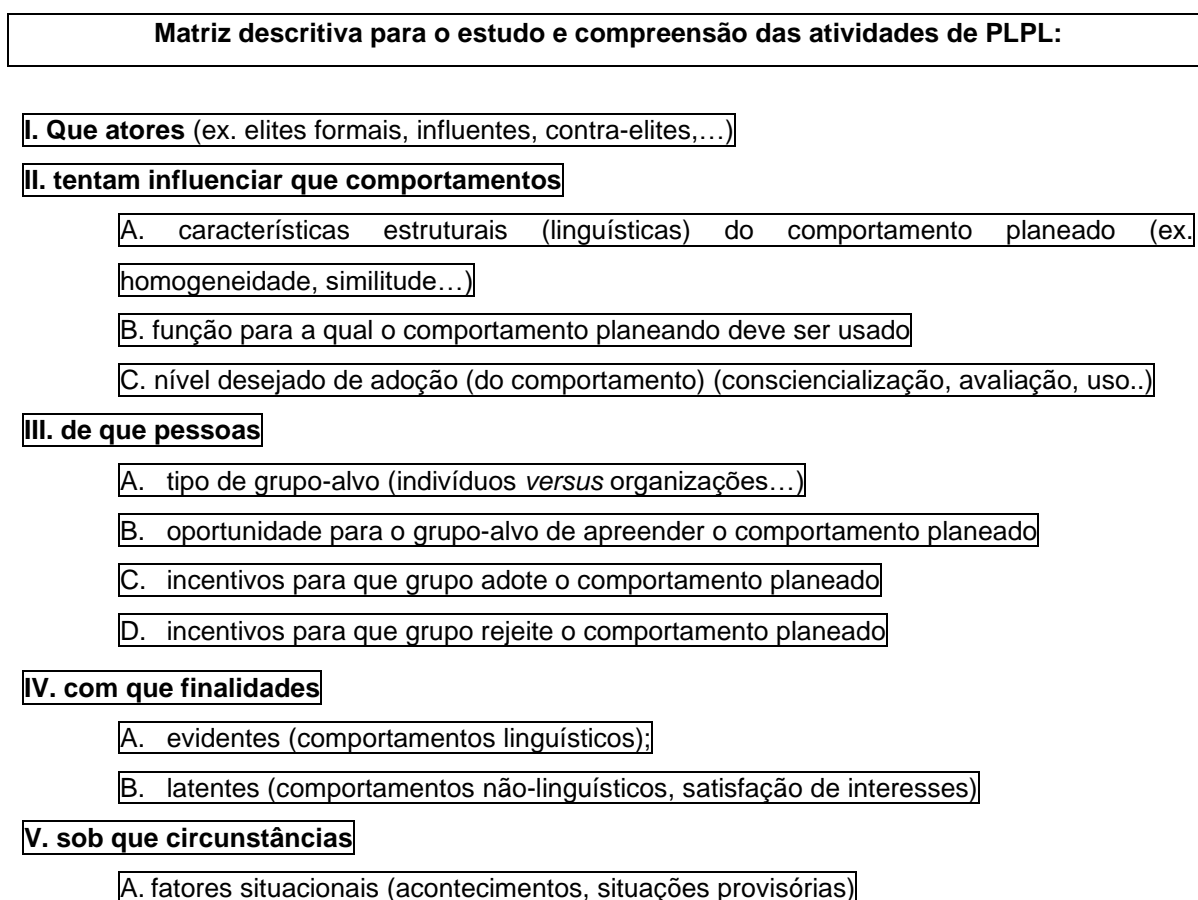 Matriz descritiva para o estudo e compreensão das atividades de PLPL:
I. Que atores (ex. elites formais, influentes, contra-elites,…)
II. tentam influenciar que comportamentos
A. características estruturais (linguísticas) do comportamento planeado (ex.
homogeneidade, similitude…)
B. função para a qual o comportamento planeando deve ser usado
C. nível desejado de adoção (do comportamento) (consciencialização, avaliação, uso..)
III. de que pessoas
A. tipo de grupo-alvo (indivíduos versus organizações…)
B. oportunidade para o grupo-alvo de apreender o comportamento planeado
C. incentivos para que grupo adote o comportamento planeado
D. incentivos para que grupo rejeite o comportamento planeado
IV. com que finalidades
A. evidentes (comportamentos linguísticos);
B. latentes (comportamentos não-linguísticos, satisfação de interesses)
V. sob que circunstâncias
A. fatores situacionais (acontecimentos, situações provisórias)